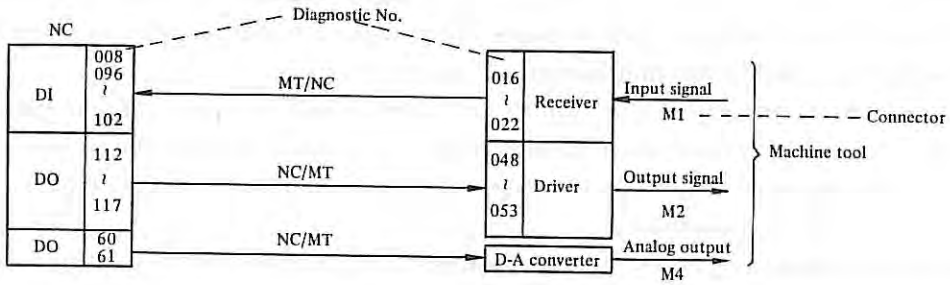 Diagnostic No.
NC
DI
008
096
≀
102
MT/NC
016
≀
022
Receiver
Input signal
M1
Connector
DO
112
≀
117
NC/MT
048
≀
053
Driver
Output signal
M2
Machine tool
DO
60
61
NC/MT
D-A converter
Analog output
M4